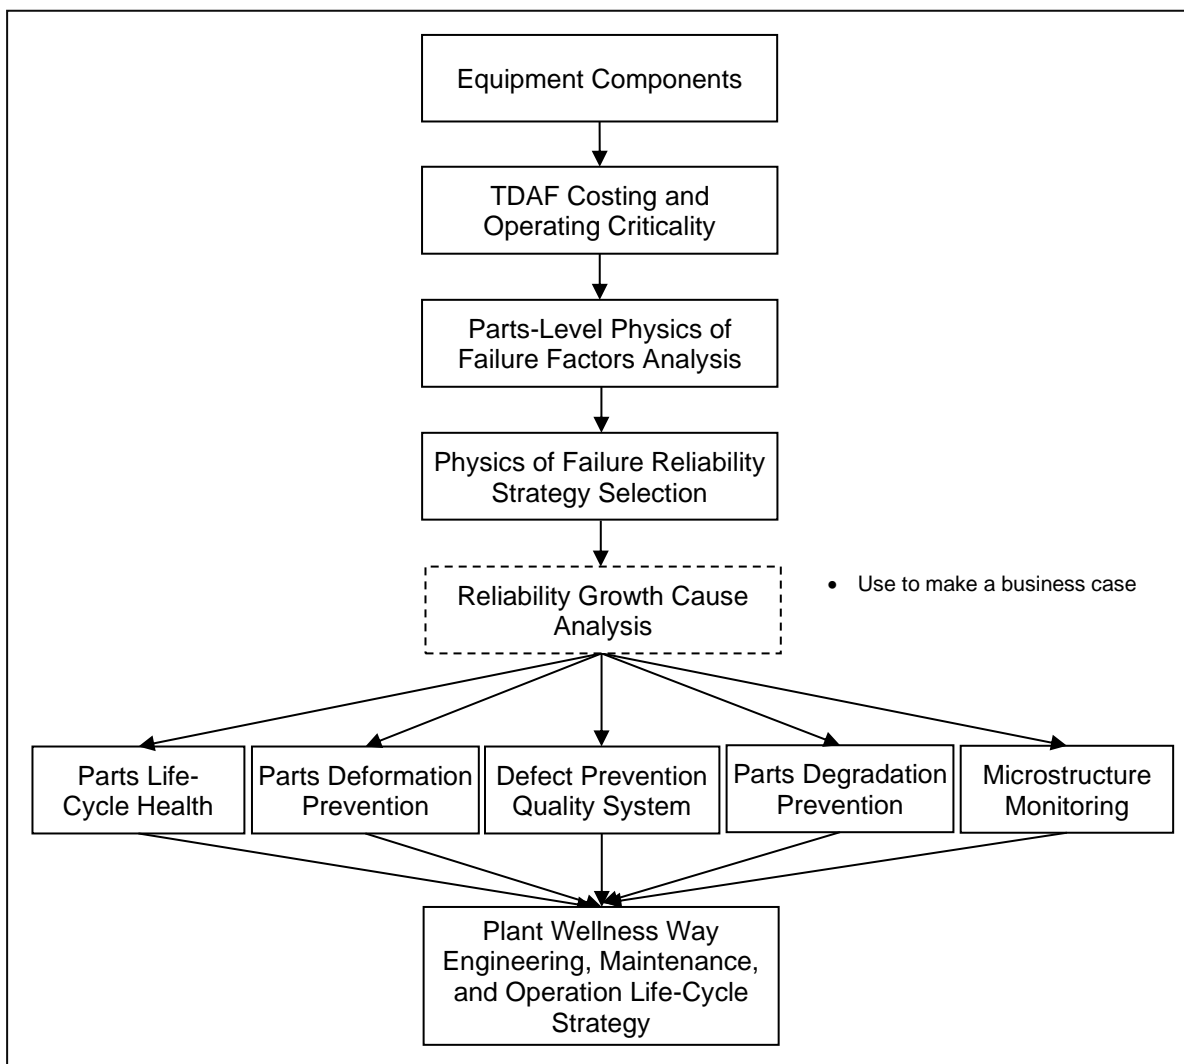 Equipment Components
TDAF Costing and
Operating Criticality
Parts-Level Physics of
Failure Factors Analysis
Physics of Failure Reliability
Strategy Selection
Reliability Growth Cause
Analysis
• Use to make a business case
Parts Life-
Cycle Health
Parts Deformation
Prevention
Defect Prevention
Quality System
Parts Degradation
Prevention
Microstructure
Monitoring
Plant Wellness Way
Engineering, Maintenance,
and Operation Life-Cycle
Strategy